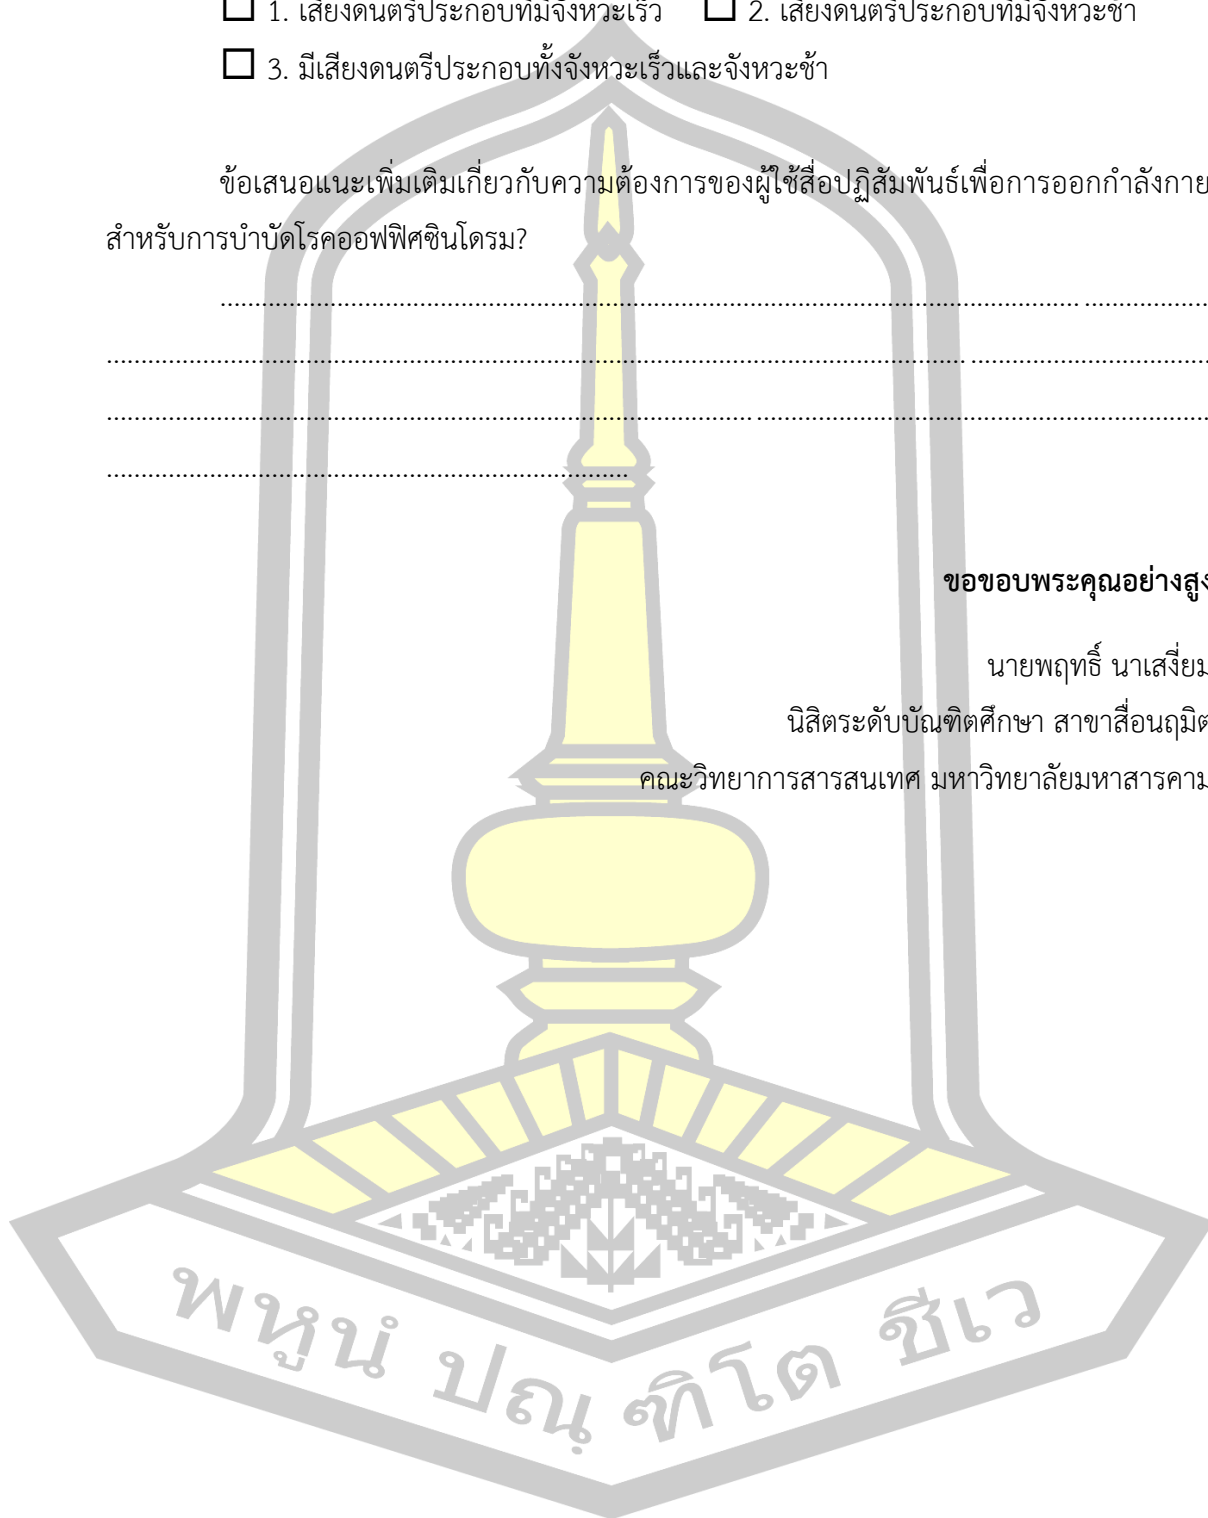 ☐ 1. เสียงดนตรีประกอบที่มีจังหวะเร็ว ☐ 2. เสียงดนตรีประกอบที่มีจังหวะช้า
☐ 3. มีเสียงดนตรีประกอบทั้งจังหวะเร็วและจังหวะช้า
ข้อเสนอแนะเพิ่มเติมเกี่ยวกับความต้องการของผู้ใช้สื่อปฏิสัมพันธ์เพื่อการออกกำลังกาย
สำหรับการบำบัดโรคออฟฟิศซินโดรม?
ขอขอบพระคุณอย่างสูง
นายพฤทธิ์ นาเสงี่ยม
นิสิตระดับบัณฑิตศึกษา สาขาสื่อนฤมิต
คณะวิทยาการสารสนเทศ มหาวิทยาลัยมหาสารคาม
พหูนํ ปณฺฑิโต ชีเว